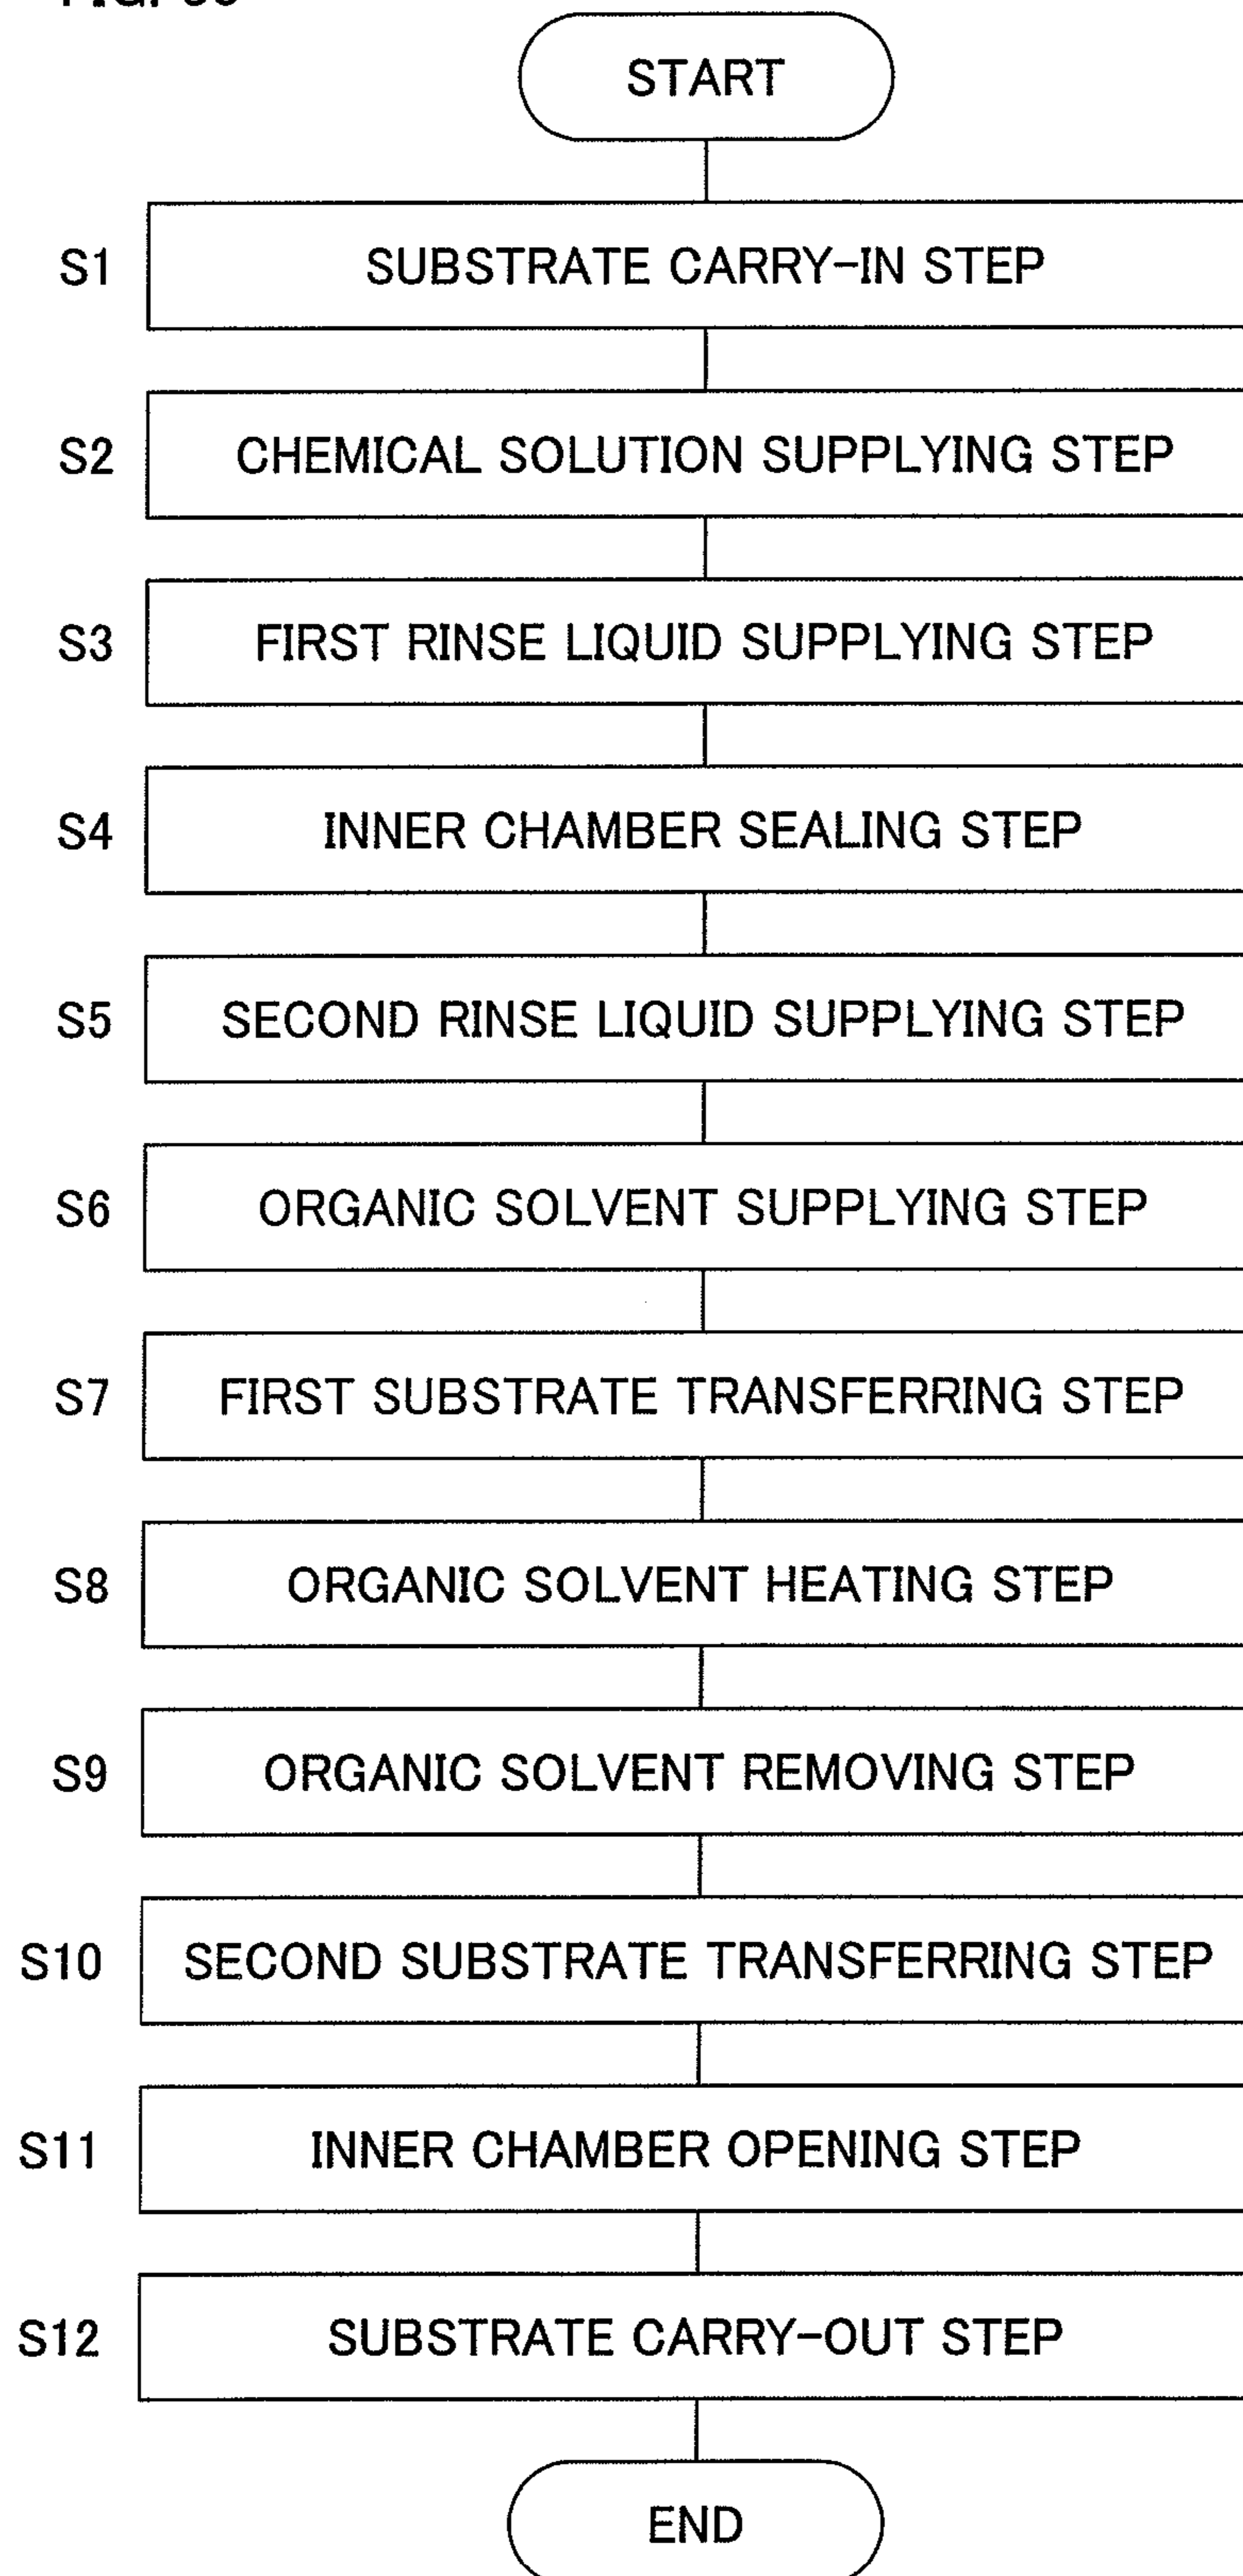 START
S1 SUBSTRATE CARRY-IN STEP
S2 CHEMICAL SOLUTION SUPPLYING STEP
S3 FIRST RINSE LIQUID SUPPLYING STEP
S4 INNER CHAMBER SEALING STEP
S5 SECOND RINSE LIQUID SUPPLYING STEP
S6 ORGANIC SOLVENT SUPPLYING STEP
S7 FIRST SUBSTRATE TRANSFERRING STEP
S8 ORGANIC SOLVENT HEATING STEP
S9 ORGANIC SOLVENT REMOVING STEP
S10 SECOND SUBSTRATE TRANSFERRING STEP
S11 INNER CHAMBER OPENING STEP
S12 SUBSTRATE CARRY-OUT STEP
END